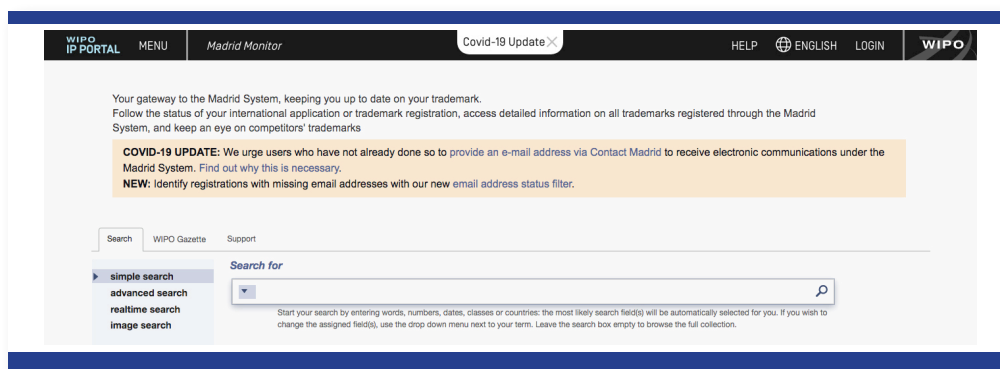 WIPO
IP PORTAL
MENU
Madrid Monitor
Covid-19 Update
HELP
ENGLISH
LOGIN
WIPO
Your gateway to the Madrid System, keeping you up to date on your trademark.
Follow the status of your international application or trademark registration, access detailed information on all trademarks registered through the Madrid
System, and keep an eye on competitors' trademarks
COVID-19 UPDATE: We urge users who have not already done so to provide an e-mail address via Contact Madrid to receive electronic communications under the
Madrid System. Find out why this is necessary.
NEW: Identify registrations with missing email addresses with our new email address status filter.
Search
WIPO Gazette
Support
simple search
advanced search
realtime search
image search
Search for
Start your search by entering words, numbers, dates, classes or countries: the most likely search field(s) will be automatically selected for you. If you wish to
change the assigned field(s), use the drop down menu next to your term. Leave the search box empty to browse the full collection.